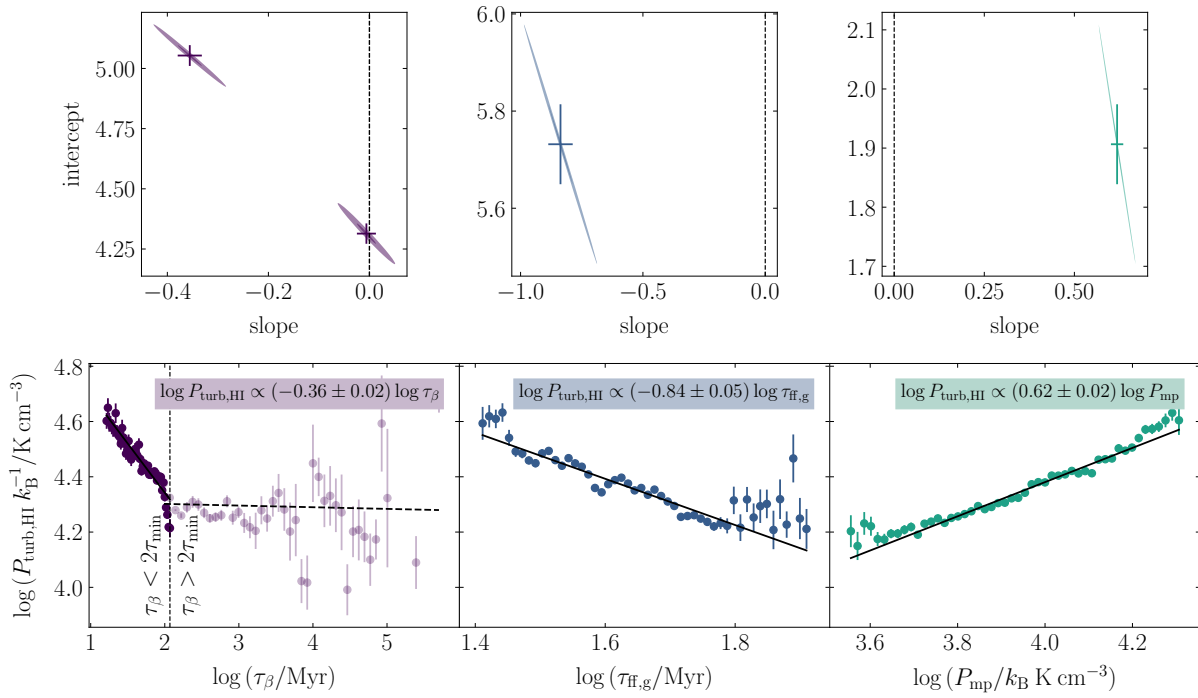 6.0
2.1
5.00
5.8
2.0
4.75
1.9
4.50
5.6
1.8
4.25
1.7
intercept
−0.4 −0.2 0.0
−1.0 −0.5 0.0
0.00 0.25 0.50
slope
slope
slope
4.8
4.6
4.4
4.2
4.0
log (P_turb,HI k_B^−1/K cm^−3)
log P_turb,HI ∝ (−0.36 ± 0.02) log τ_β
log P_turb,HI ∝ (−0.84 ± 0.05) log τ_ff,g
log P_turb,HI ∝ (0.62 ± 0.02) log P_mp
τ_β < 2τ_min
τ_β > 2τ_min
1 2 3 4 5
1.4 1.6 1.8
3.6 3.8 4.0 4.2
log (τ_β/Myr)
log (τ_ff,g/Myr)
log (P_mp/k_B K cm^−3)